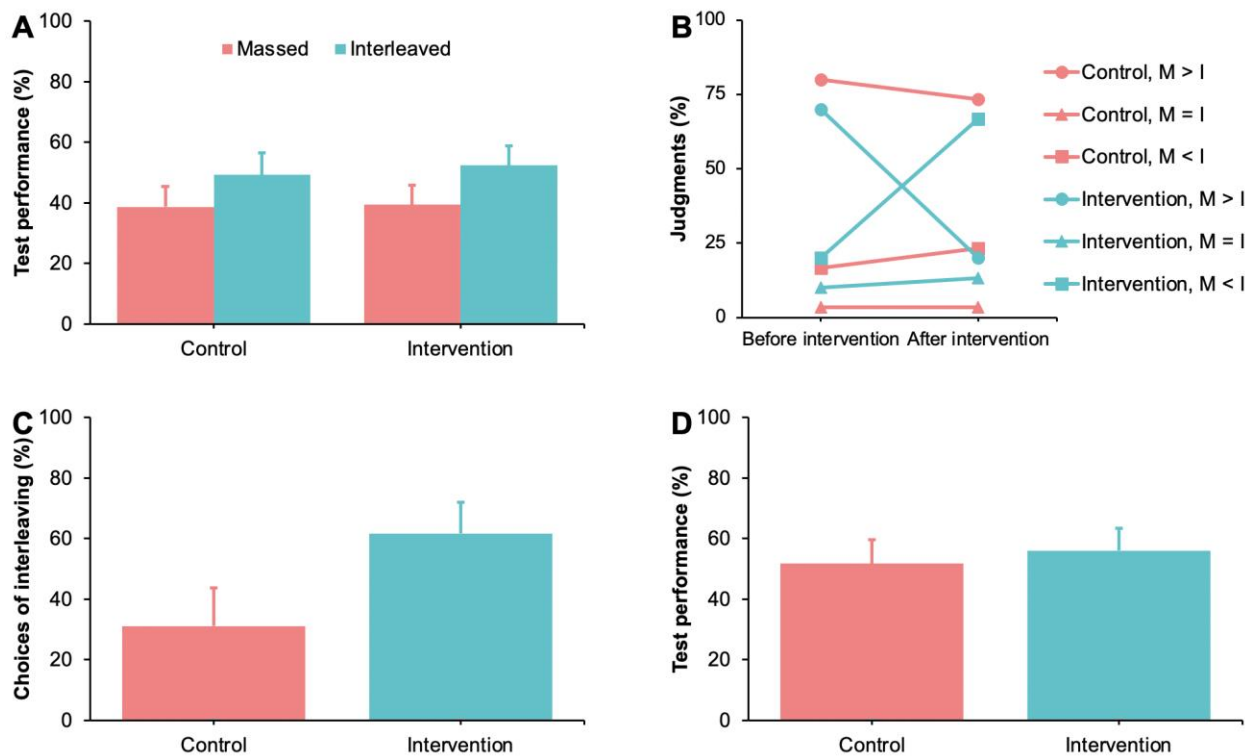 A
Test performance (%)
100
80
60
40
20
0
Massed
Interleaved
Control
Intervention
B
Judgments (%)
100
75
50
25
0
Before intervention
After intervention
Control, M > I
Control, M = I
Control, M < I
Intervention, M > I
Intervention, M = I
Intervention, M < I
C
Choices of interleaving (%)
100
80
60
40
20
0
Control
Intervention
D
Test performance (%)
100
80
60
40
20
0
Control
Intervention